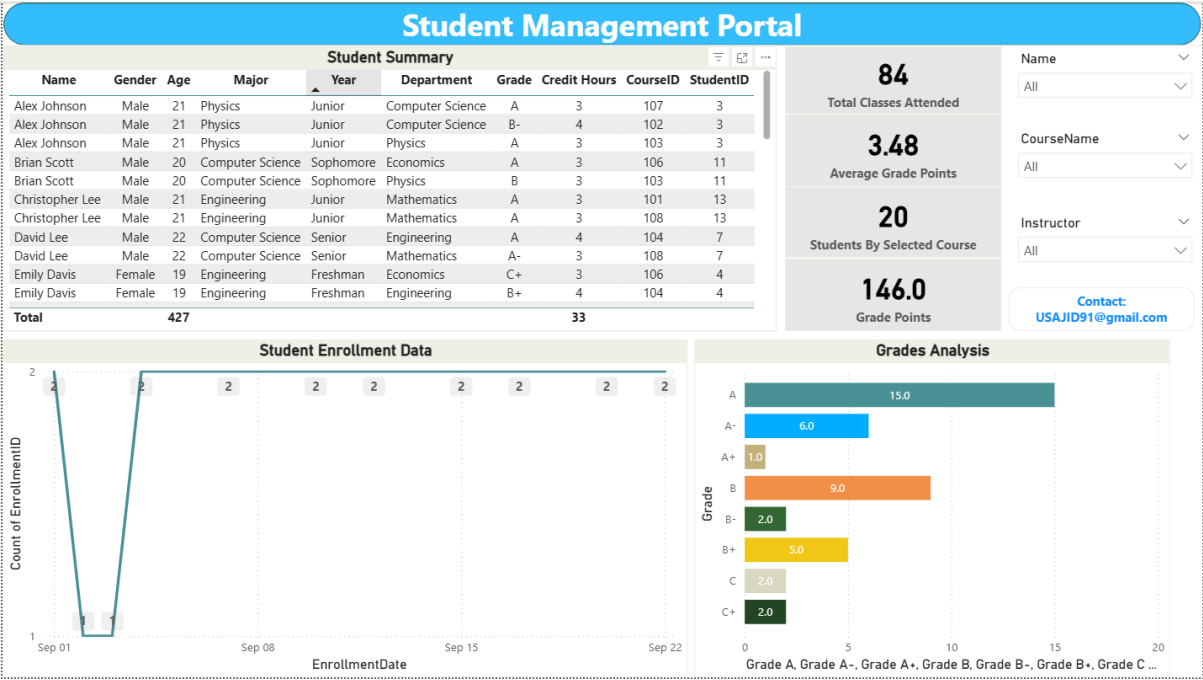 Student Management Portal
Student Summary
Name Gender Age Major Year Department Grade Credit Hours CourseID StudentID
Alex Johnson Male 21 Physics Junior Computer Science A 3 107 3
Alex Johnson Male 21 Physics Junior Computer Science B- 4 102 3
Alex Johnson Male 21 Physics Junior Physics A 3 103 3
Brian Scott Male 20 Computer Science Sophomore Economics A 3 106 11
Brian Scott Male 20 Computer Science Sophomore Physics B 3 103 11
Christopher Lee Male 21 Engineering Junior Mathematics A 3 101 13
Christopher Lee Male 21 Engineering Junior Mathematics A 3 108 13
David Lee Male 22 Computer Science Senior Engineering A 4 104 7
David Lee Male 22 Computer Science Senior Mathematics A- 3 108 7
Emily Davis Female 19 Engineering Freshman Economics C+ 3 106 4
Emily Davis Female 19 Engineering Freshman Engineering B+ 4 104 4
Total 427 33
84
Total Classes Attended
3.48
Average Grade Points
20
Students By Selected Course
146.0
Grade Points
Name
All
CourseName
All
Instructor
All
Contact:
USAJID91@gmail.com
Student Enrollment Data
Count of EnrollmentID
2
1
2 2 2 2 2 2 2 2 2
1 1
Sep 01 Sep 08 Sep 15 Sep 22
EnrollmentDate
Grades Analysis
Grade
A 15.0
A- 6.0
A+ 1.0
B 9.0
B- 2.0
B+ 5.0
C 2.0
C+ 2.0
0 5 10 15 20
Grade A, Grade A-, Grade A+, Grade B, Grade B-, Grade B+, Grade C ...